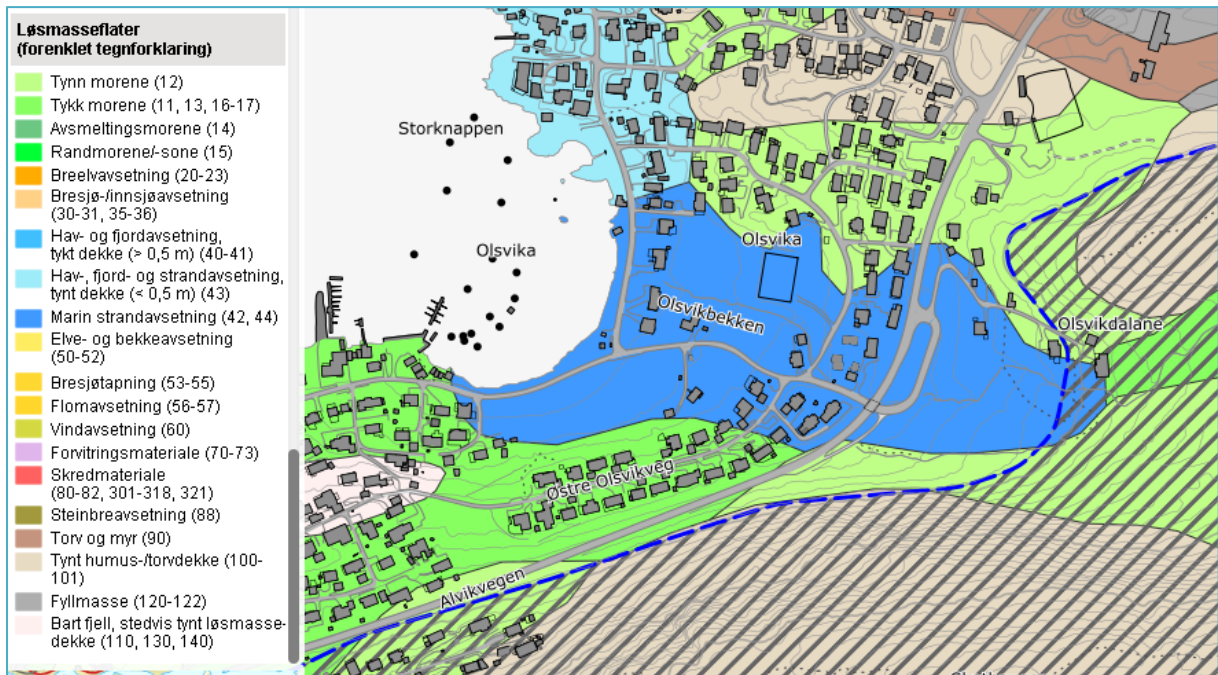 Løsmasseflater
(forenklet tegnforklaring)
Tynn morene (12)
Tykk morene (11, 13, 16-17)
Avsmeltingsmorene (14)
Randmorene/-sone (15)
Breelvavsetning (20-23)
Bresjø-/innsjøavsetning
(30-31, 35-36)
Hav- og fjordavsetning,
tykt dekke (> 0,5 m) (40-41)
Hav-, fjord- og strandavsetning,
tynt dekke (< 0,5 m) (43)
Marin strandavsetning (42, 44)
Elve- og bekkeavsetning
(50-52)
Bresjøtapning (53-55)
Flomavsetning (56-57)
Vindavsetning (60)
Forvitringsmateriale (70-73)
Skredmateriale
(80-82, 301-318, 321)
Steinbreavsetning (88)
Torv og myr (90)
Tynt humus-/torvdekke (100-
101)
Fyllmasse (120-122)
Bart fjell, stedvis tynt løsmasse-
dekke (110, 130, 140)
Storknappen
Olsvika
Olsvika
Olsvikbekken
Olsvikdalane
Østre Olsvikveg
Alvikvegen